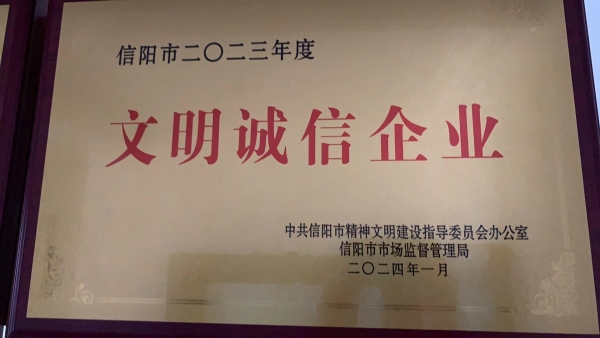 信阳市二〇二三年度
文明诚信企业
中共信阳市精神文明建设指导委员会办公室
信阳市市场监督管理局
二〇二四年一月